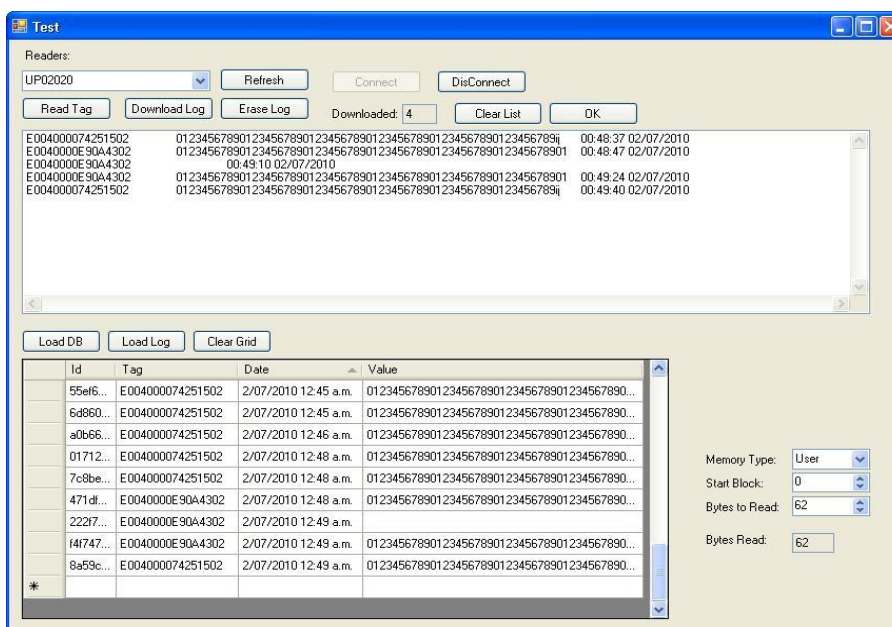 Test
Readers:
UP02020 Refresh Connect DisConnect
Read Tag Download Log Erase Log Downloaded: 4 Clear List OK
E004000074251502 012345678901234567890123456789012345678901234567890123456789ij 00:48:37 02/07/2010
E0040000E90A4302 01234567890123456789012345678901234567890123456789012345678901 00:48:47 02/07/2010
E0040000E90A4302 00:49:10 02/07/2010
E0040000E90A4302 01234567890123456789012345678901234567890123456789012345678901 00:49:24 02/07/2010
E004000074251502 012345678901234567890123456789012345678901234567890123456789ij 00:49:40 02/07/2010
Load DB Load Log Clear Grid
Id Tag Date Value
55ef6... E004000074251502 2/07/2010 12:45 a.m. 01234567890123456789012345678901234567890...
6d860... E004000074251502 2/07/2010 12:45 a.m. 01234567890123456789012345678901234567890...
a0b66... E004000074251502 2/07/2010 12:46 a.m. 01234567890123456789012345678901234567890...
01712... E004000074251502 2/07/2010 12:48 a.m. 01234567890123456789012345678901234567890...
7c8be... E004000074251502 2/07/2010 12:48 a.m. 01234567890123456789012345678901234567890...
471df... E0040000E90A4302 2/07/2010 12:48 a.m. 01234567890123456789012345678901234567890...
222f7... E0040000E90A4302 2/07/2010 12:49 a.m.
f4f747... E0040000E90A4302 2/07/2010 12:49 a.m. 01234567890123456789012345678901234567890...
8a59c... E004000074251502 2/07/2010 12:49 a.m. 01234567890123456789012345678901234567890...
Memory Type: User
Start Block: 0
Bytes to Read: 62
Bytes Read: 62